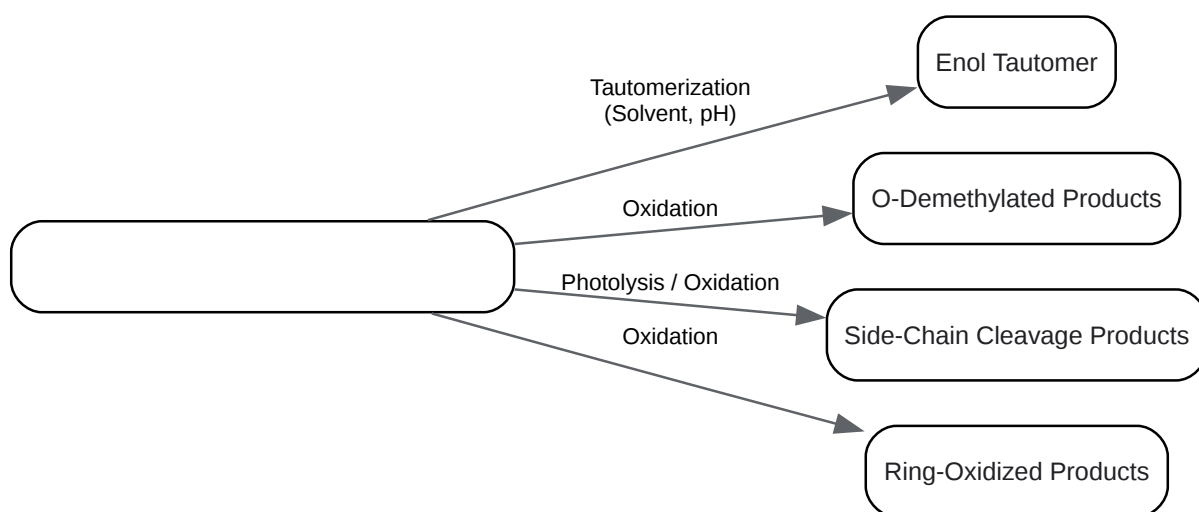 Enol Tautomer
Tautomerization
(Solvent, pH)
O-Demethylated Products
Oxidation
Photolysis / Oxidation
Side-Chain Cleavage Products
Oxidation
Ring-Oxidized Products